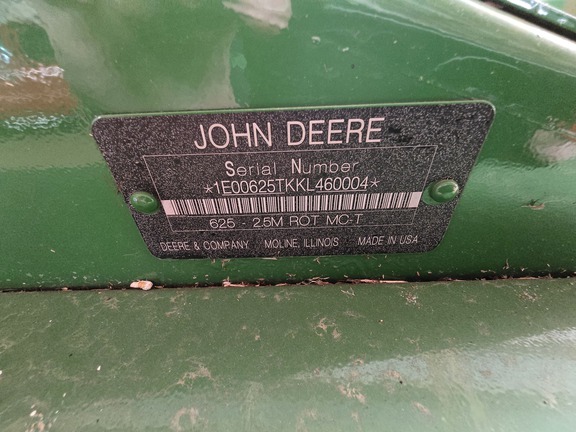 JOHN DEERE
Serial Number
*1E00625TKKL460004*
625 - 2.5M ROT MC-T
DEERE & COMPANY MOLINE, ILLINOIS MADE IN USA